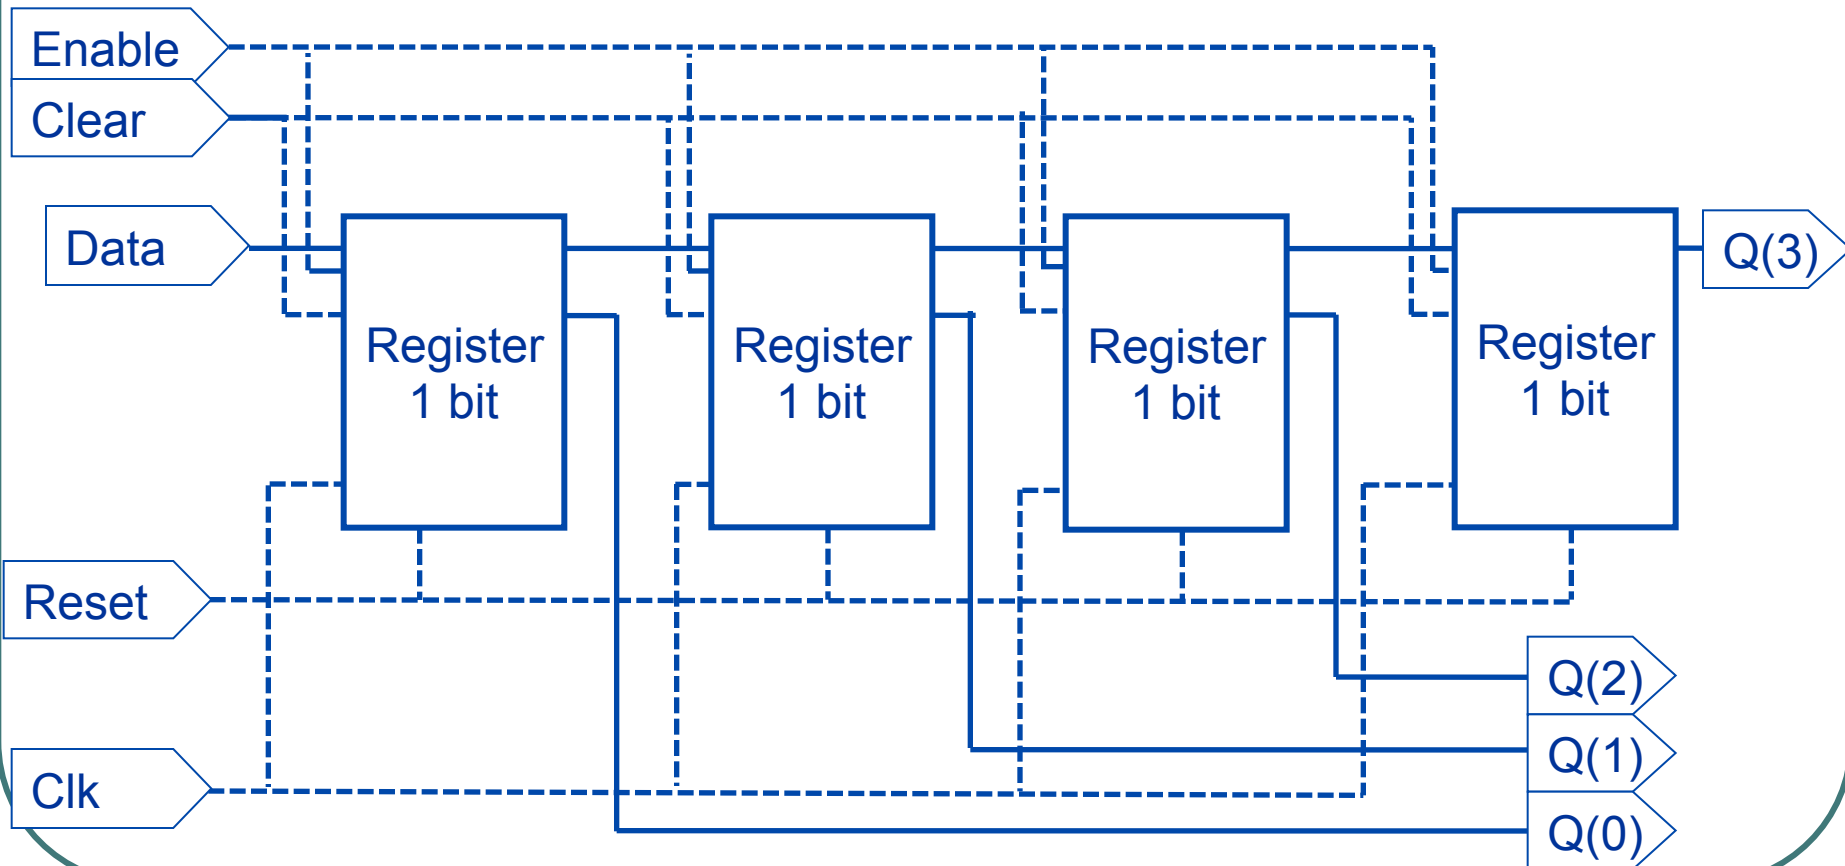 Enable
Clear
Data
Q(3)
Register
1 bit
Register
1 bit
Register
1 bit
Register
1 bit
Reset
Q(2)
Q(1)
Clk
Q(0)